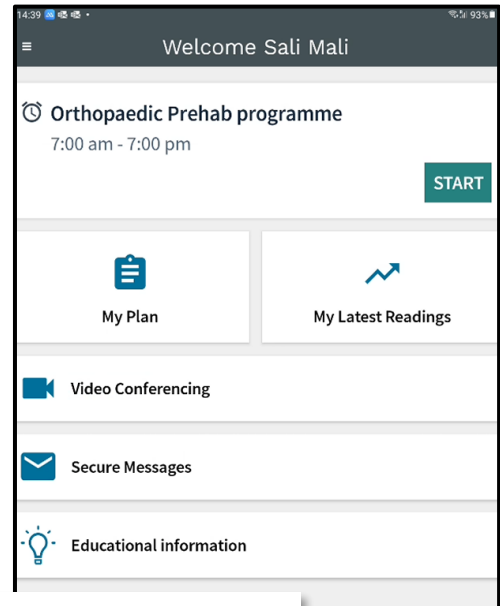 14:39
93%
Welcome Sali Mali
Orthopaedic Prehab programme
7:00 am - 7:00 pm
START
My Plan
My Latest Readings
Video Conferencing
Secure Messages
Educational information